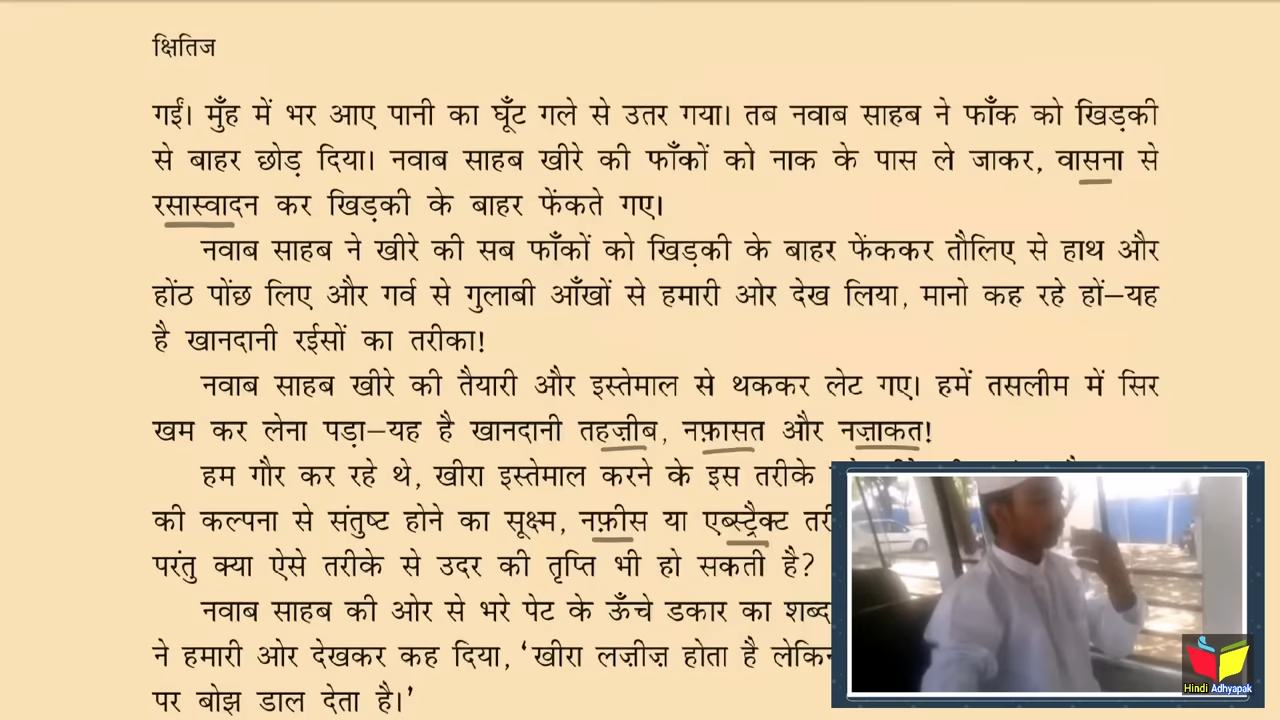 क्षितिज
गईं। मुँह में भर आए पानी का घूँट गले से उतर गया। तब नवाब साहब ने फाँक को खिड़की
से बाहर छोड़ दिया। नवाब साहब खीरे की फाँकों को नाक के पास ले जाकर, वासना से
रसास्वादन कर खिड़की के बाहर फेंकते गए।
नवाब साहब ने खीरे की सब फाँकों को खिड़की के बाहर फेंककर तौलिए से हाथ और
होंठ पोंछ लिए और गर्व से गुलाबी आँखों से हमारी ओर देख लिया, मानो कह रहे हों–यह
है खानदानी रईसों का तरीका!
नवाब साहब खीरे की तैयारी और इस्तेमाल से थककर लेट गए। हमें तसलीम में सिर
खम कर लेना पड़ा–यह है खानदानी तहज़ीब, नफ़ासत और नज़ाकत!
हम गौर कर रहे थे, खीरा इस्तेमाल करने के इस तरीके
की कल्पना से संतुष्ट होने का सूक्ष्म, नफ़ीस या एब्स्ट्रैक्ट
परंतु क्या ऐसे तरीके से उदर की तृप्ति भी हो सकती है?
नवाब साहब की ओर से भरे पेट के ऊँचे डकार का शब्द
ने हमारी ओर देखकर कह दिया, ‘खीरा लज़ीज़ होता है
पर बोझ डाल देता है।’
Hindi Adhyapak